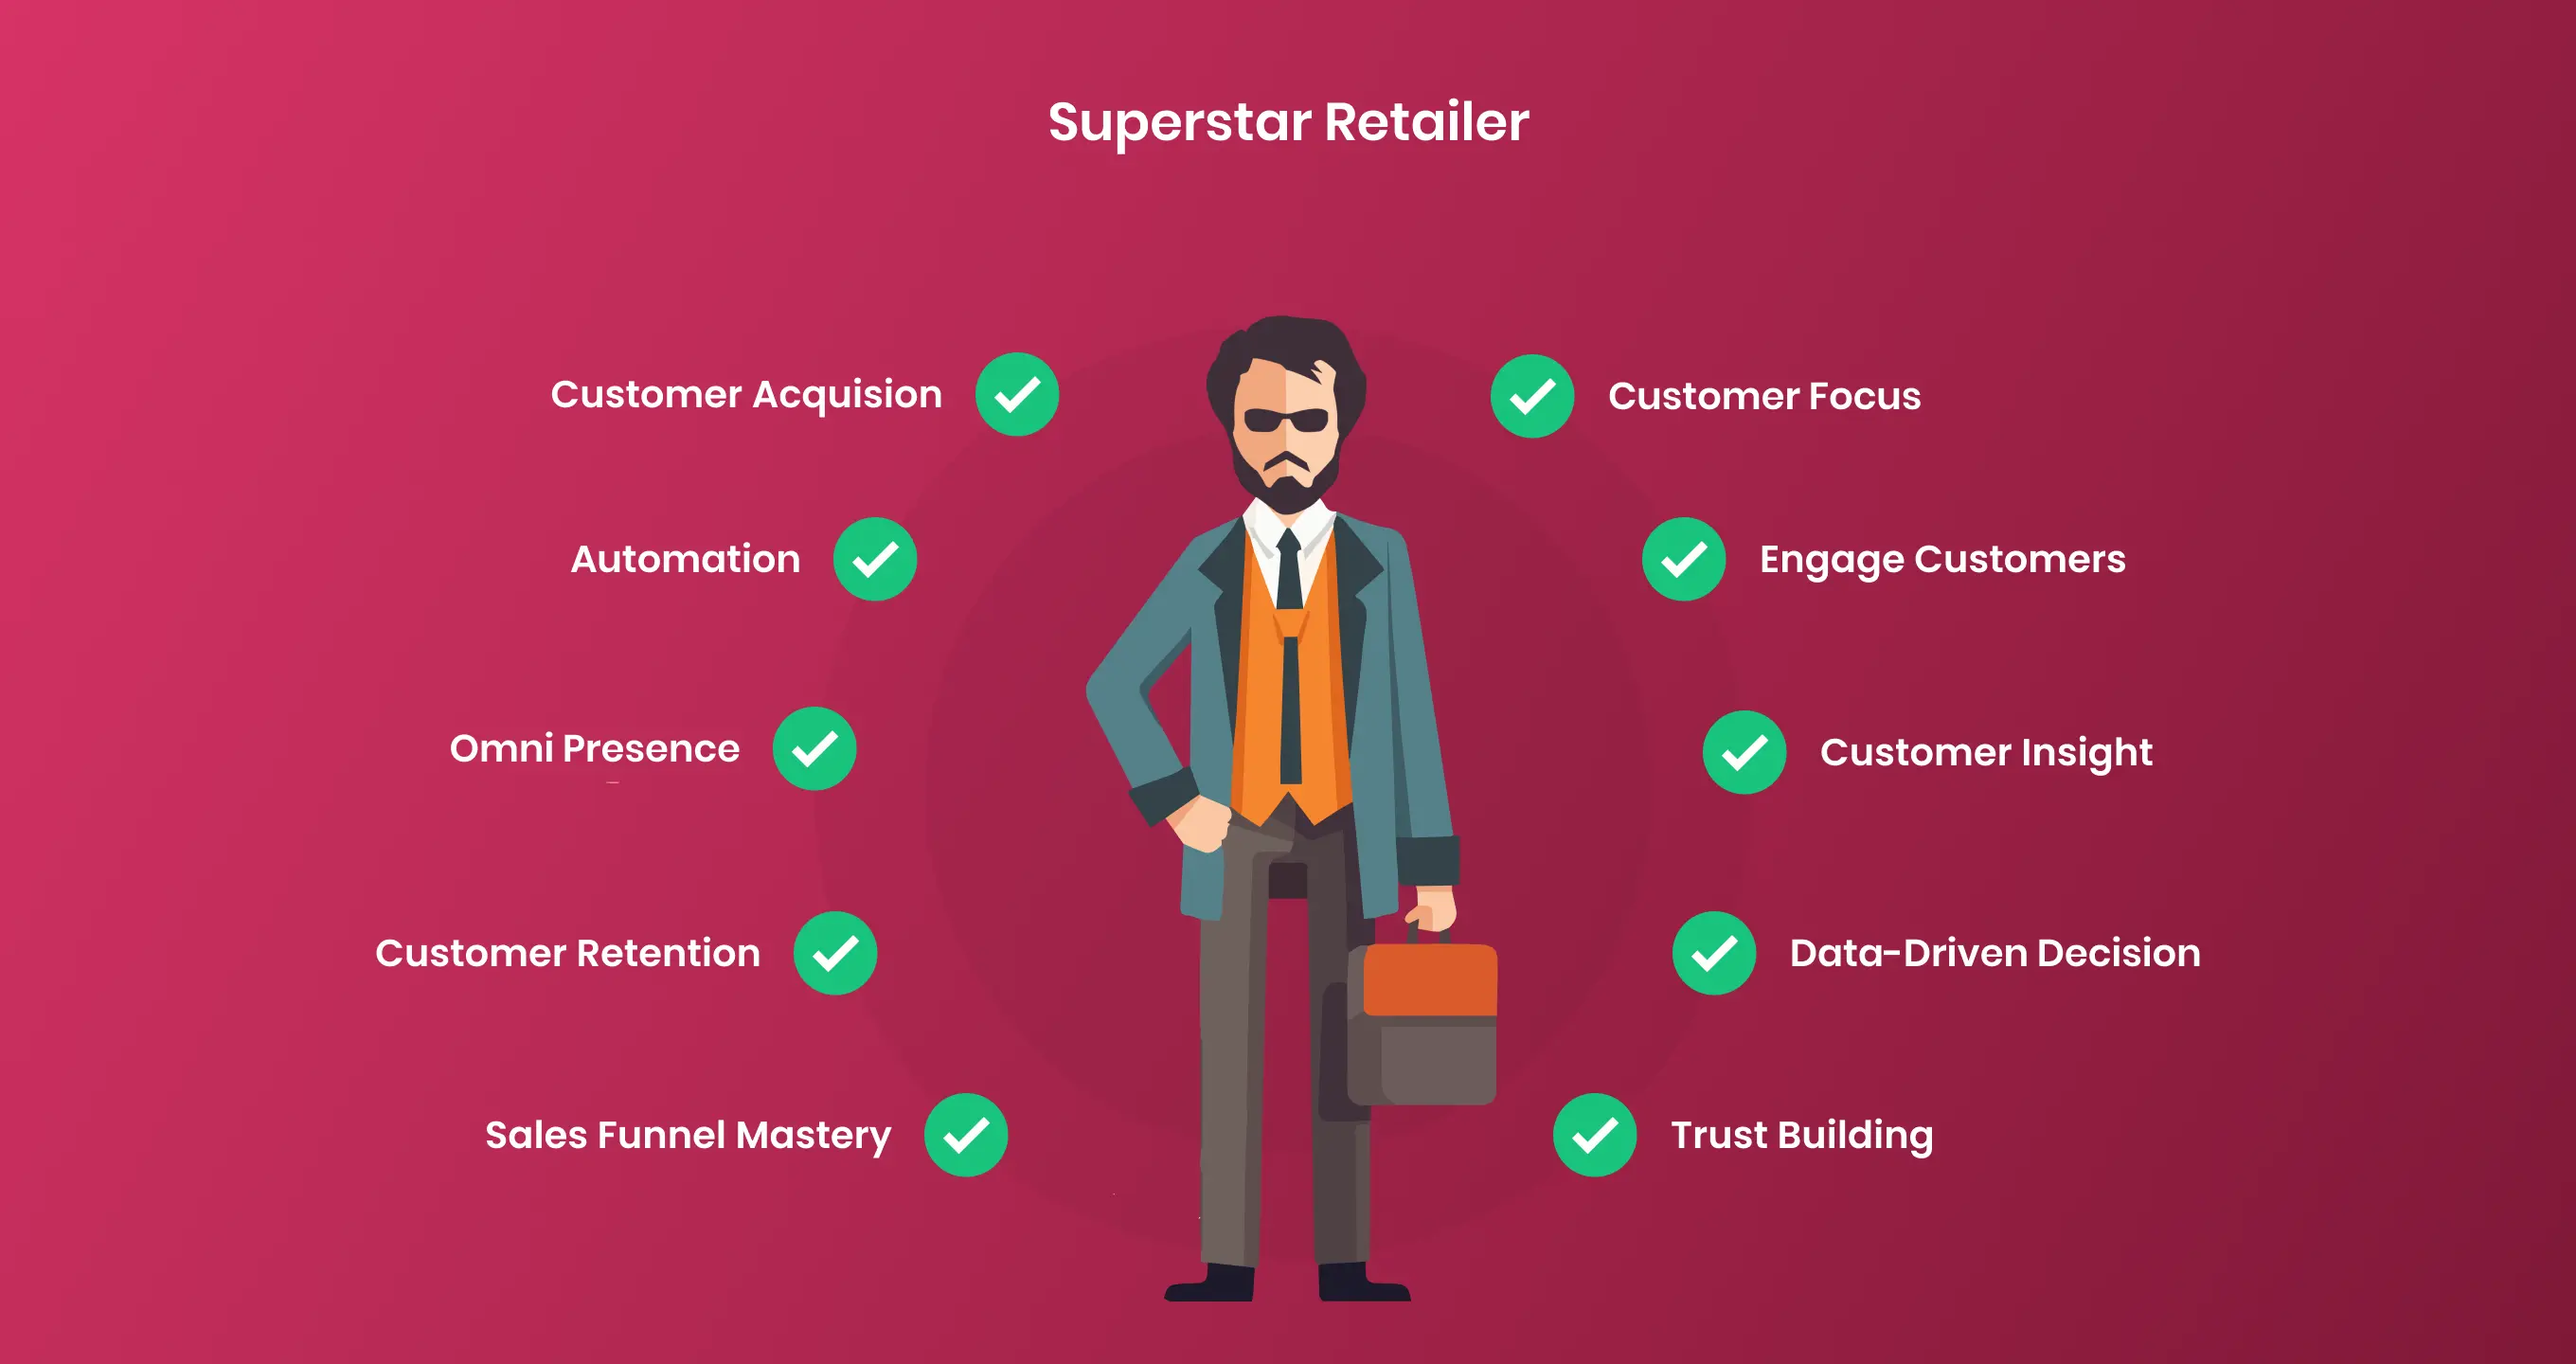 Superstar Retailer
Customer Acquision
Automation
Omni Presence
Customer Retention
Sales Funnel Mastery
Customer Focus
Engage Customers
Customer Insight
Data-Driven Decision
Trust Building